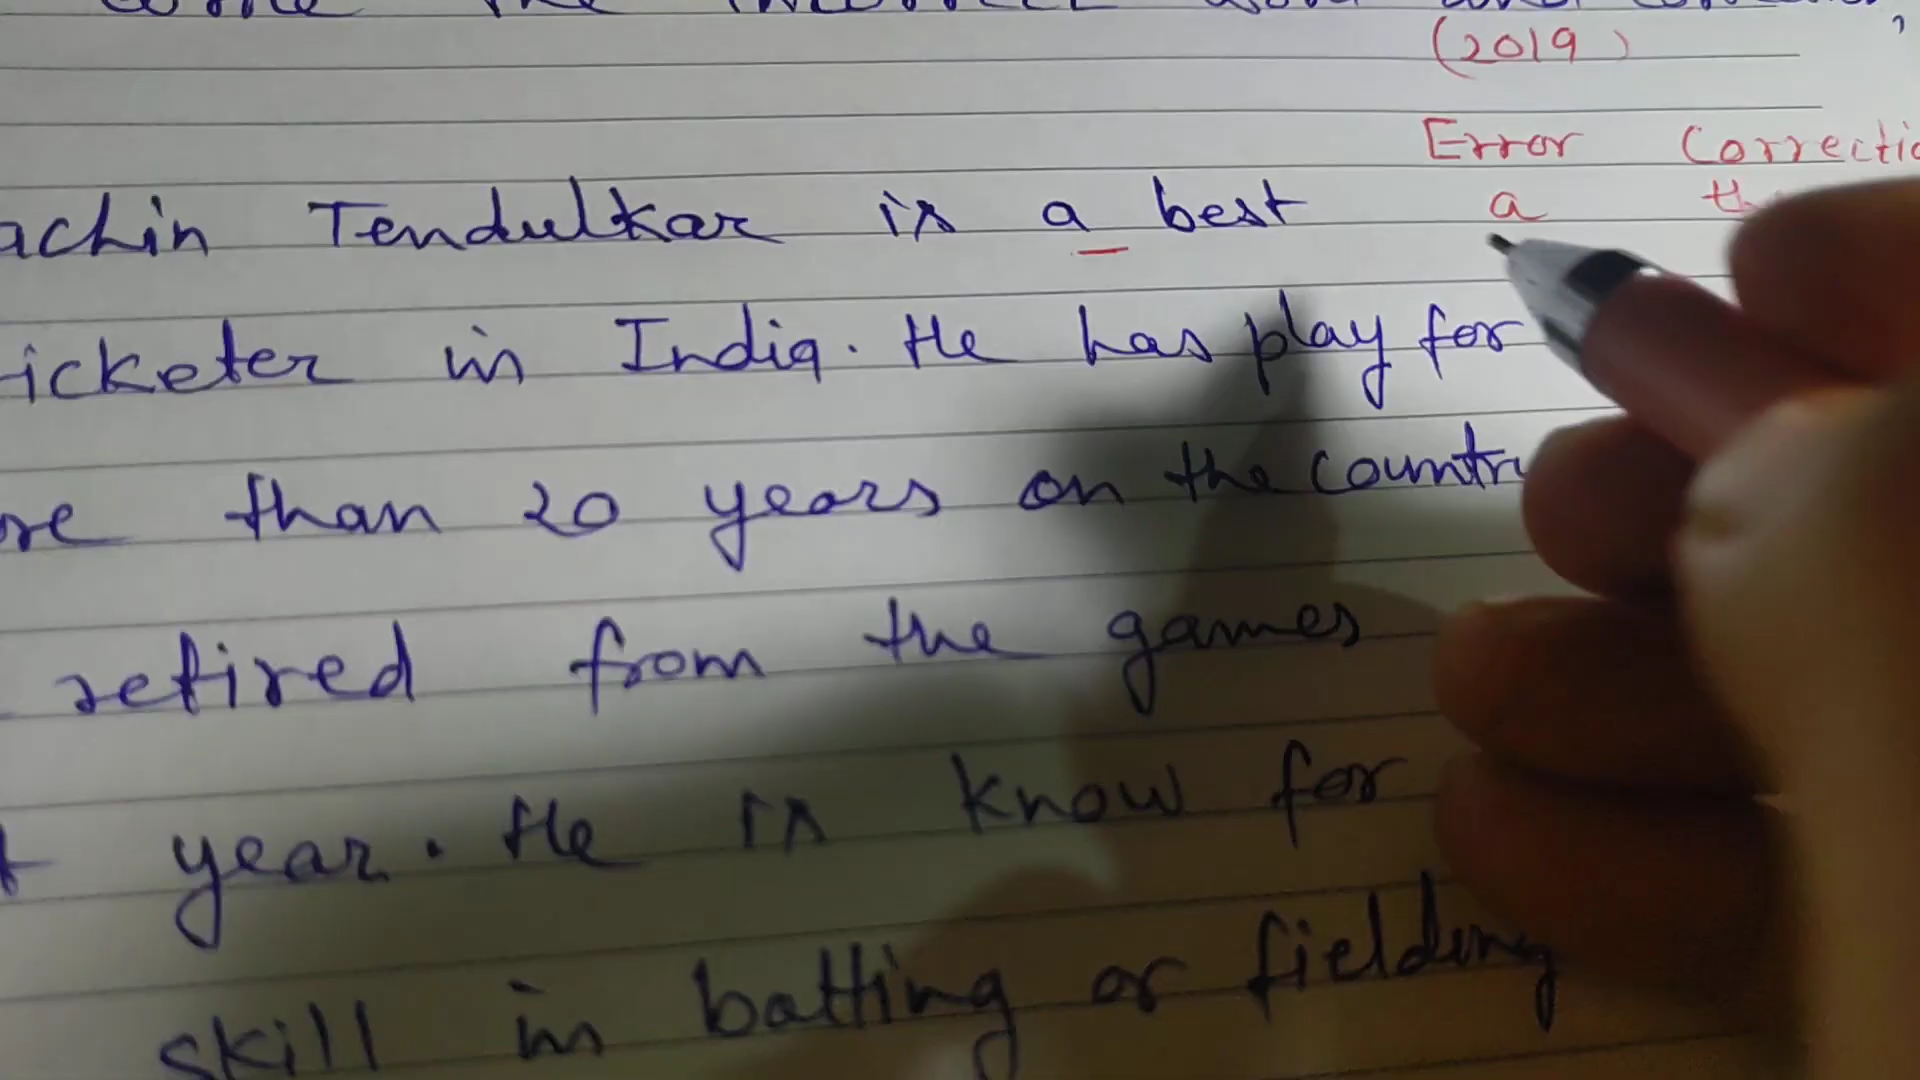 (2019)
Error Correctio
achin Tendulkar is a best a
icketer in India. He has play for
re than 20 years on the countr
retired from the games
year. He is know for
skill in batting or fielding